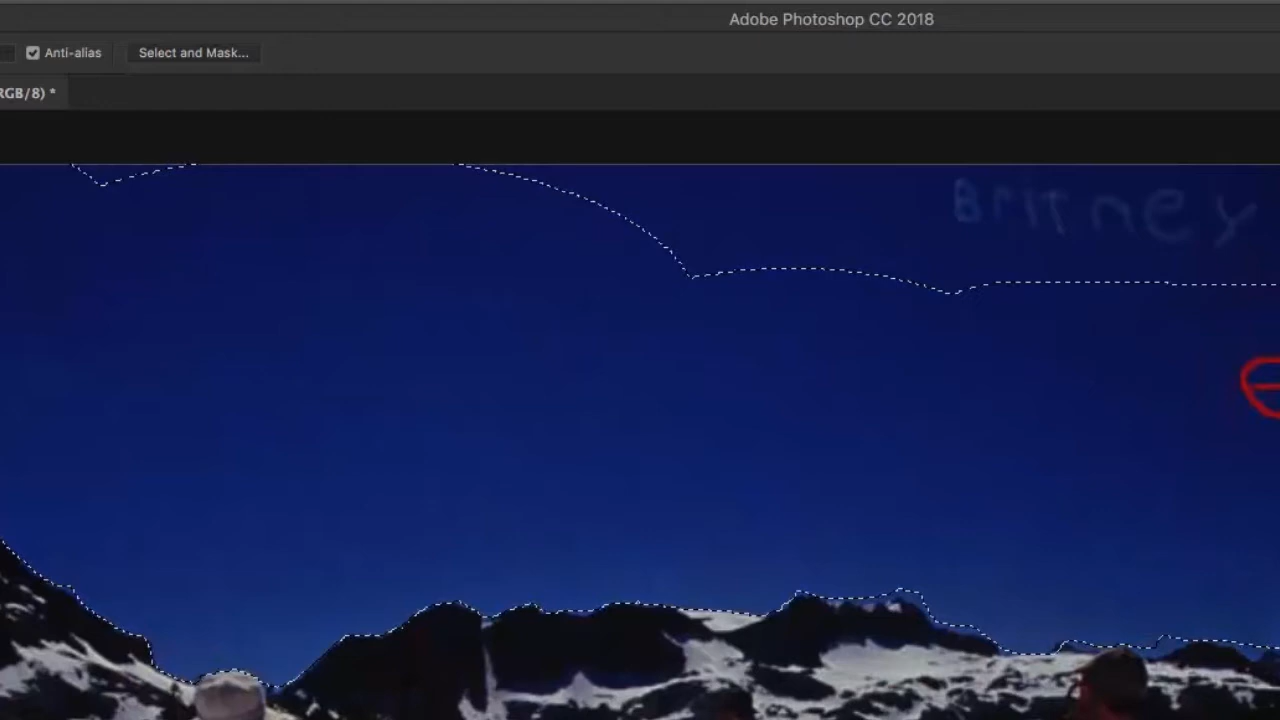 Adobe Photoshop CC 2018
Anti-alias
Select and Mask...
RGB/8) *
Britney